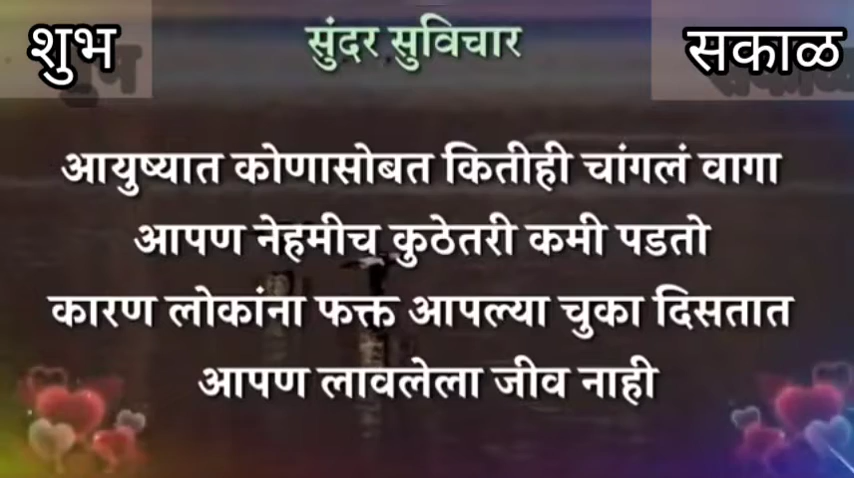 शुभ
सुंदर सुविचार
सकाळ
आयुष्यात कोणासोबत कितीही चांगलं वागा
आपण नेहमीच कुठेतरी कमी पडतो
कारण लोकांना फक्त आपल्या चुका दिसतात
आपण लावलेला जीव नाही